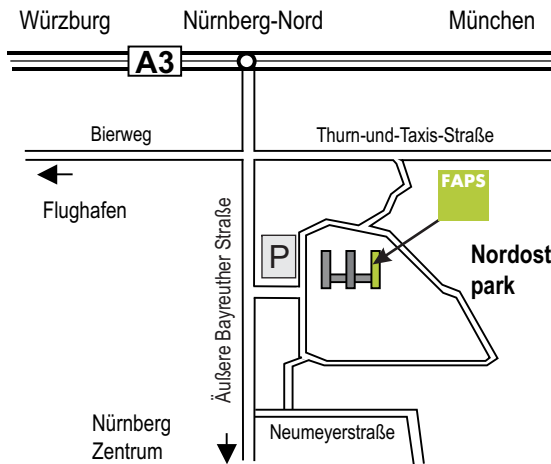 Würzburg
Nürnberg-Nord
München
A3
Bierweg
Thurn-und-Taxis-Straße
FAPS
Flughafen
Äußere Bayreuther Straße
P
Nordost
park
Nürnberg
Zentrum
Neumeyerstraße